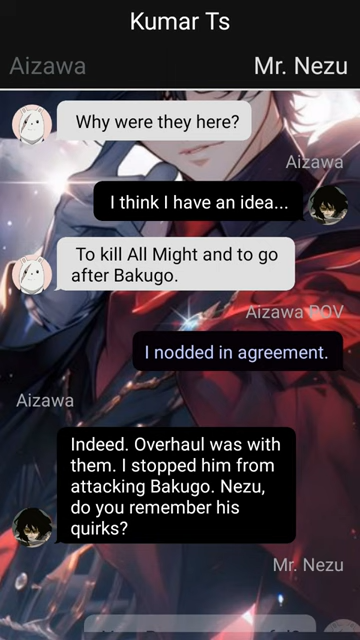 Kumar Ts
Aizawa
Mr. Nezu
Why were they here?
Aizawa
I think I have an idea...
To kill All Might and to go
after Bakugo.
Aizawa POV
I nodded in agreement.
Aizawa
Indeed. Overhaul was with
them. I stopped him from
attacking Bakugo. Nezu,
do you remember his
quirks?
Mr. Nezu